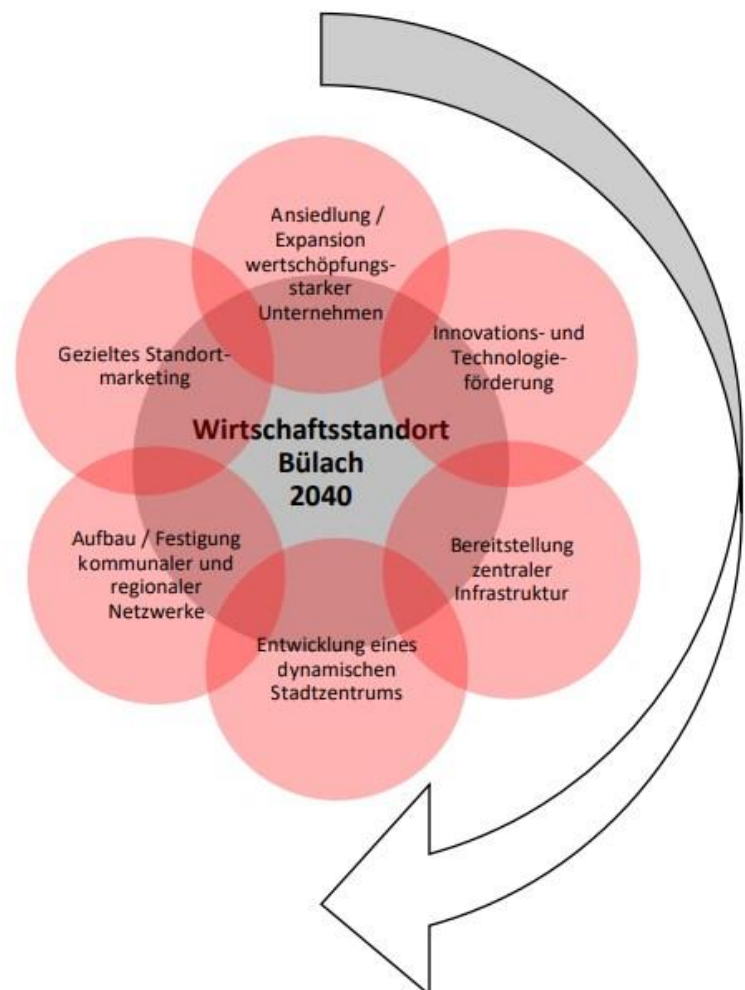 Ansiedlung /
Expansion
wertschöpfungs-
starker
Unternehmen
Innovations- und
Technologie-
förderung
Bereitstellung
zentraler
Infrastruktur
Entwicklung eines
dynamischen
Stadtzentrums
Aufbau / Festigung
kommunaler und
regionaler
Netzwerke
Gezieltes Standort-
marketing
Wirtschaftsstandort
Bülach
2040